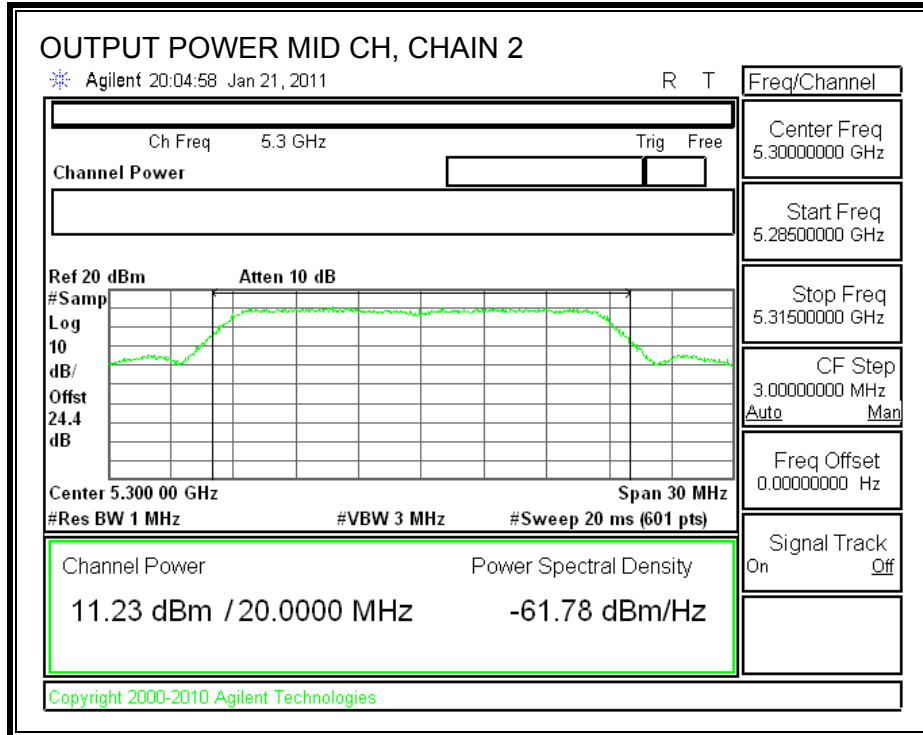 OUTPUT POWER MID CH, CHAIN 2
Agilent 20:04:58 Jan 21, 2011 R T
Freq/Channel
Ch Freq 5.3 GHz Trig Free
Channel Power
Center Freq
5.30000000 GHz
Start Freq
5.28500000 GHz
Stop Freq
5.31500000 GHz
CF Step
3.00000000 MHz
Auto Man
Freq Offset
0.00000000 Hz
Signal Track
On Off
Ref 20 dBm Atten 10 dB
#Samp
Log
10
dB/
Offst
24.4
dB
Center 5.300 00 GHz Span 30 MHz
#Res BW 1 MHz #VBW 3 MHz #Sweep 20 ms (601 pts)
Channel Power Power Spectral Density
11.23 dBm / 20.0000 MHz -61.78 dBm/Hz
Copyright 2000-2010 Agilent Technologies